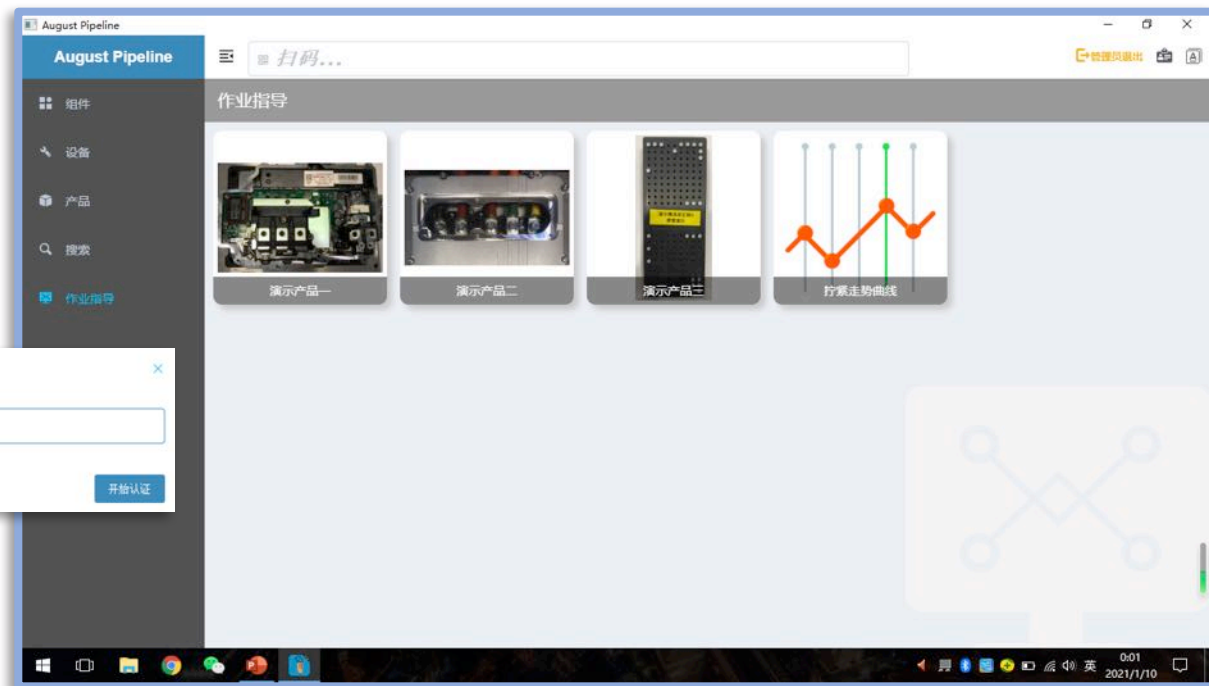 August Pipeline
August Pipeline
扫码...
管理员退出
组件
作业指导
设备
产品
搜索
作业指导
演示产品一
演示产品二
演示产品三
拧紧走势曲线
开始认证
英
0:01
2021/1/10